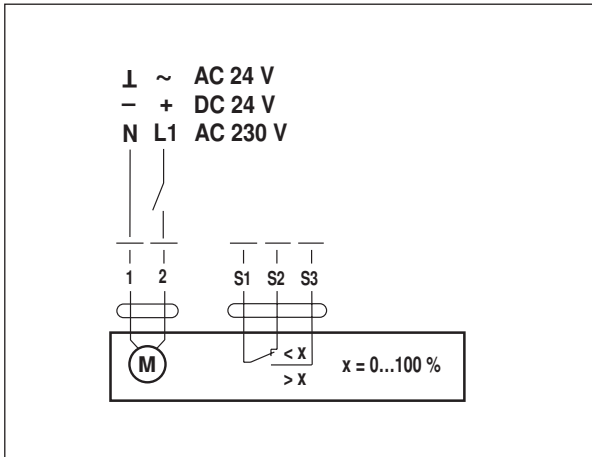 ⊥ ~ AC 24 V
– + DC 24 V
N L1 AC 230 V
1 2 S1 S2 S3
M
< X
> X
x = 0...100 %